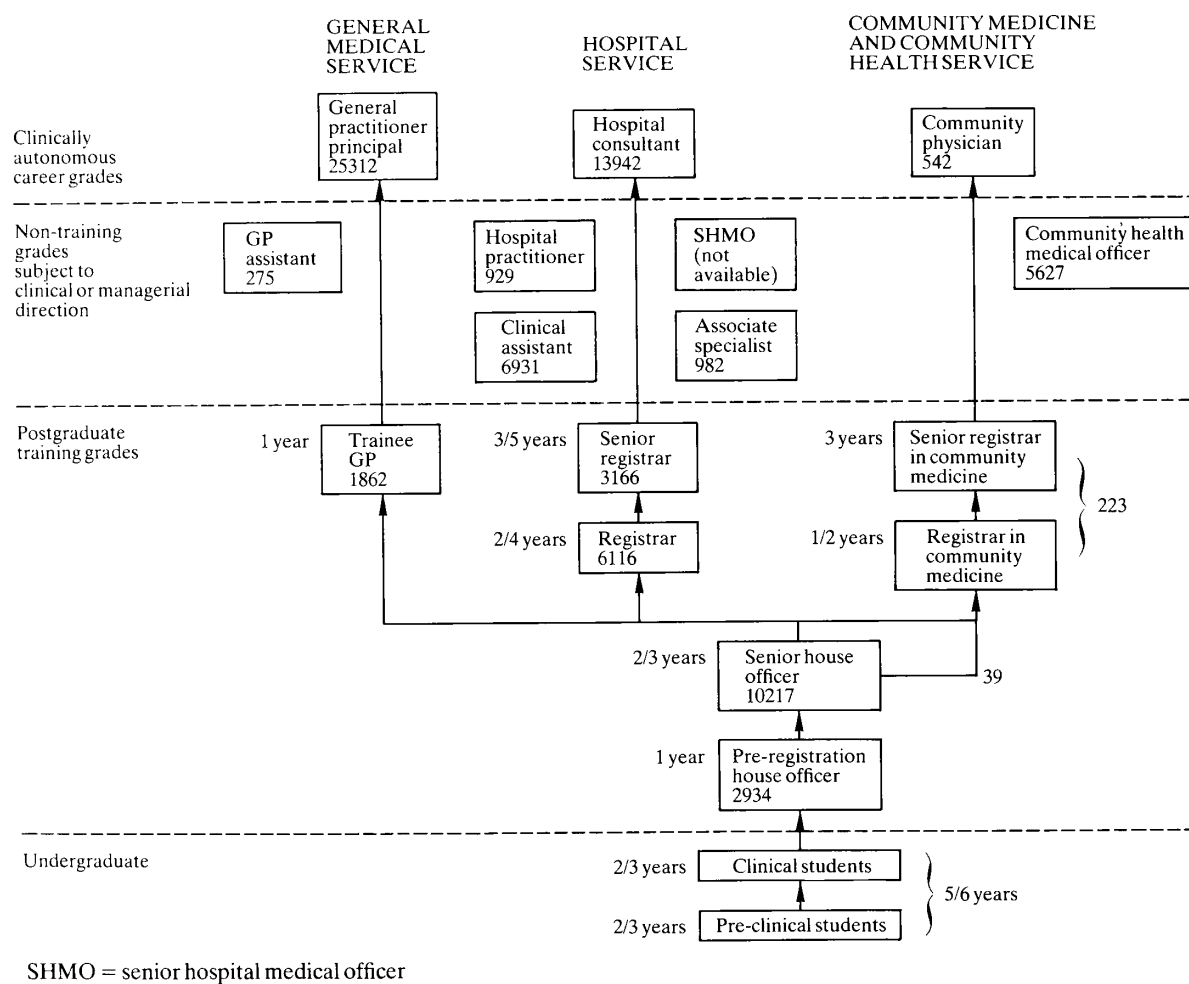 GENERAL
MEDICAL
SERVICE
HOSPITAL
SERVICE
COMMUNITY MEDICINE
AND COMMUNITY
HEALTH SERVICE
Clinically
autonomous
career grades
General
practitioner
principal
25312
Hospital
consultant
13942
Community
physician
542
Non-training
grades
subject to
clinical or managerial
direction
GP
assistant
275
Hospital
practitioner
929
SHMO
(not
available)
Community health
medical officer
5627
Clinical
assistant
6931
Associate
specialist
982
Postgraduate
training grades
1 year
Trainee
GP
1862
3/5 years
Senior
registrar
3166
3 years
Senior registrar
in community
medicine
223
2/4 years
Registrar
6116
1/2 years
Registrar in
community
medicine
2/3 years
Senior house
officer
10217
39
1 year
Pre-registration
house officer
2934
Undergraduate
2/3 years
Clinical students
5/6 years
2/3 years
Pre-clinical students
SHMO = senior hospital medical officer